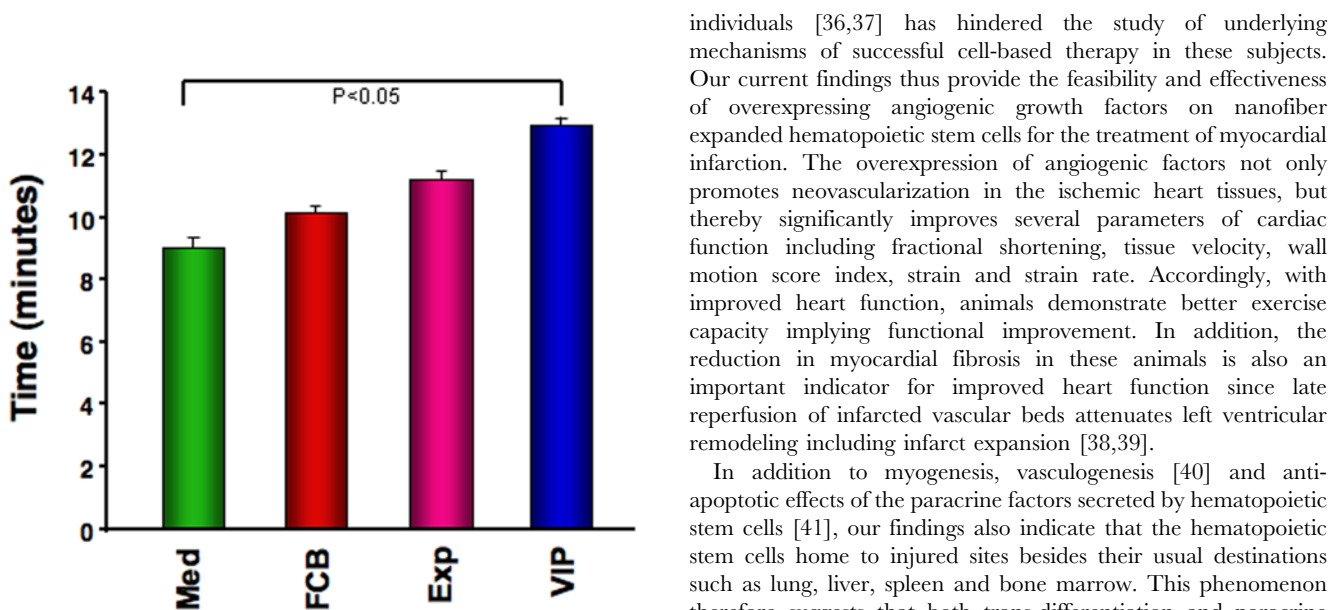 P<0.05
14
12
10
8
6
4
2
0
Time (minutes)
Med
FCB
Exp
VIP
individuals [36,37] has hindered the study of underlying
mechanisms of successful cell-based therapy in these subjects.
Our current findings thus provide the feasibility and effectiveness
of overexpressing angiogenic growth factors on nanofiber
expanded hematopoietic stem cells for the treatment of myocardial
infarction. The overexpression of angiogenic factors not only
promotes neovascularization in the ischemic heart tissues, but
thereby significantly improves several parameters of cardiac
function including fractional shortening, tissue velocity, wall
motion score index, strain and strain rate. Accordingly, with
improved heart function, animals demonstrate better exercise
capacity implying functional improvement. In addition, the
reduction in myocardial fibrosis in these animals is also an
important indicator for improved heart function since late
reperfusion of infarcted vascular beds attenuates left ventricular
remodeling including infarct expansion [38,39].
In addition to myogenesis, vasculogenesis [40] and anti-
apoptotic effects of the paracrine factors secreted by hematopoietic
stem cells [41], our findings also indicate that the hematopoietic
stem cells home to injured sites besides their usual destinations
such as lung, liver, spleen and bone marrow. This phenomenon
therefore suggests that both trans-differentiation and paracrine